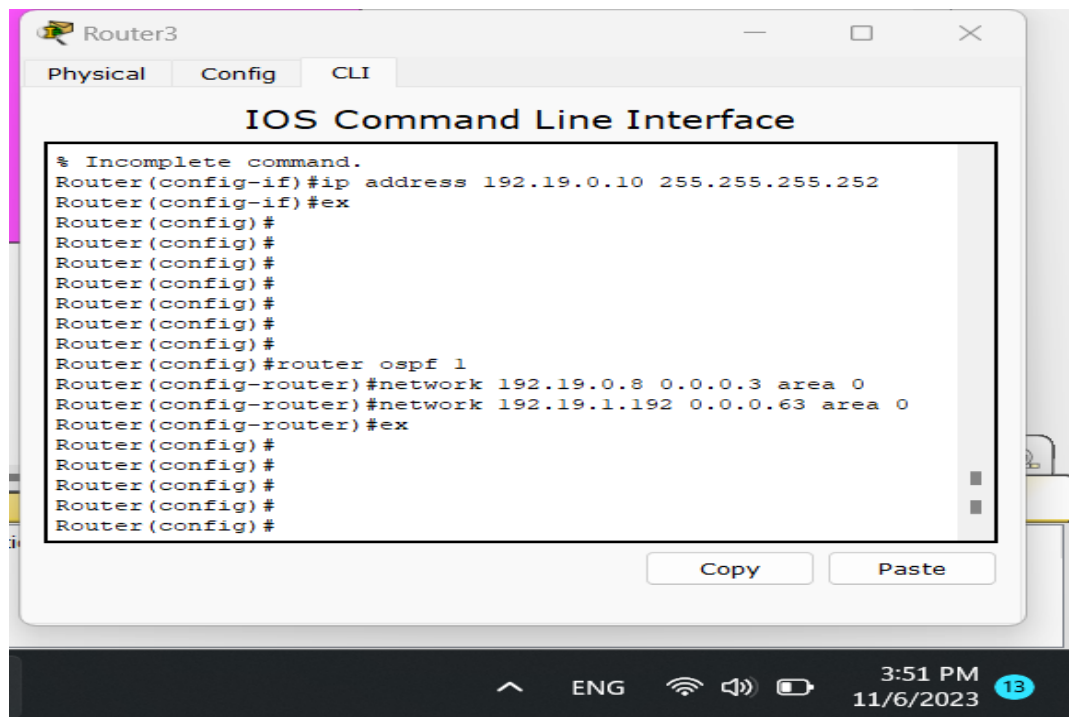 Router3
Physical Config CLI
IOS Command Line Interface
% Incomplete command.
Router(config-if)#ip address 192.19.0.10 255.255.255.252
Router(config-if)#ex
Router(config)#
Router(config)#
Router(config)#
Router(config)#
Router(config)#
Router(config)#
Router(config)#
Router(config)#router ospf 1
Router(config-router)#network 192.19.0.8 0.0.0.3 area 0
Router(config-router)#network 192.19.1.192 0.0.0.63 area 0
Router(config-router)#ex
Router(config)#
Router(config)#
Router(config)#
Router(config)#
Router(config)#
Copy Paste
ENG
3:51 PM
11/6/2023
13